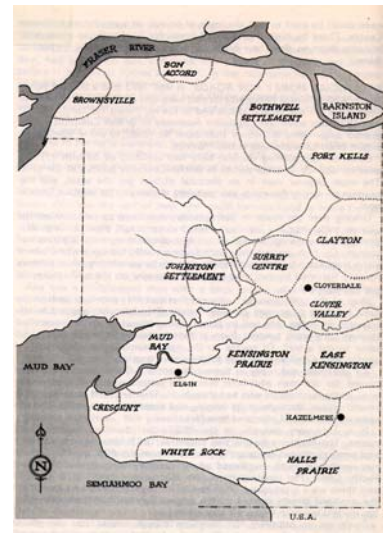 FRASER RIVER
BON
ACCORD
BROWNSVILLE
BOTHWELL
SETTLEMENT
BARNSTON
ISLAND
PORT KELLS
CLAYTON
JOHNSTON
SETTLEMENT
SURREY
CENTRE
CLOVERDALE
CLOVER
VALLEY
MUD
BAY
MUD BAY
KENSINGTON
PRAIRIE
EAST
KENSINGTON
ELGIN
CRESCENT
HAZELMERE
WHITE ROCK
HALLS
PRAIRIE
N
SEMIAHMOO BAY
U.S.A.